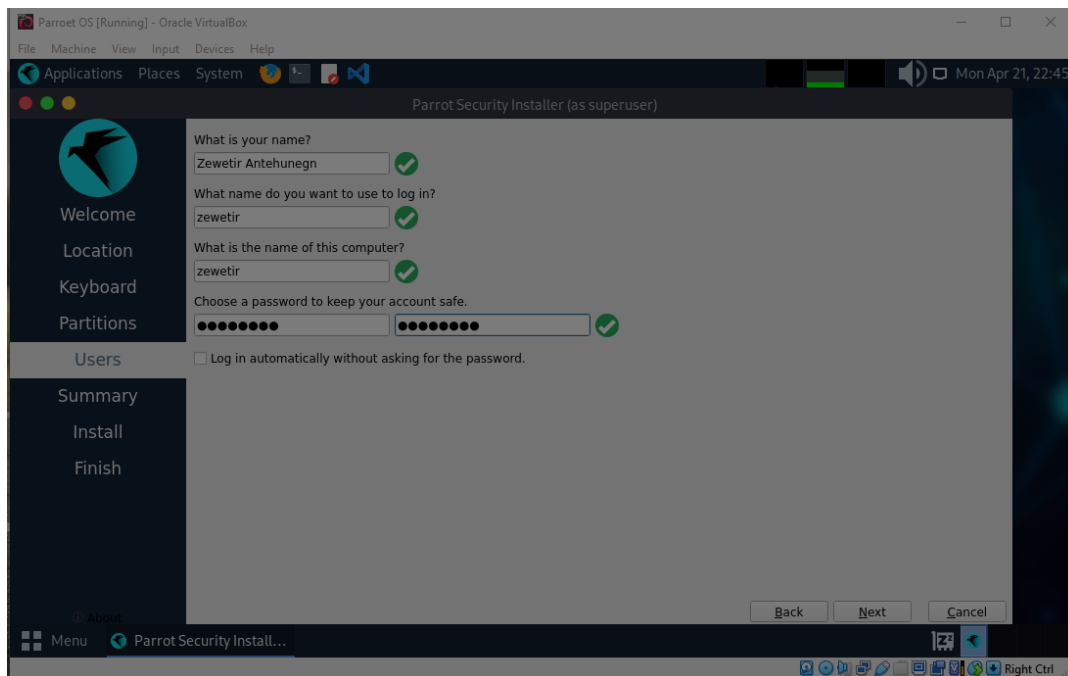 Parroet OS [Running] - Oracle VirtualBox
File Machine View Input Devices Help
Applications Places System Mon Apr 21, 22:45
Parrot Security Installer (as superuser)
Welcome
Location
Keyboard
Partitions
Users
Summary
Install
Finish
About
What is your name?
Zewetir Antehunegn
What name do you want to use to log in?
zewetir
What is the name of this computer?
zewetir
Choose a password to keep your account safe.
●●●●●●●● ●●●●●●●●
Log in automatically without asking for the password.
Back Next Cancel
Menu Parrot Security Install...
Right Ctrl